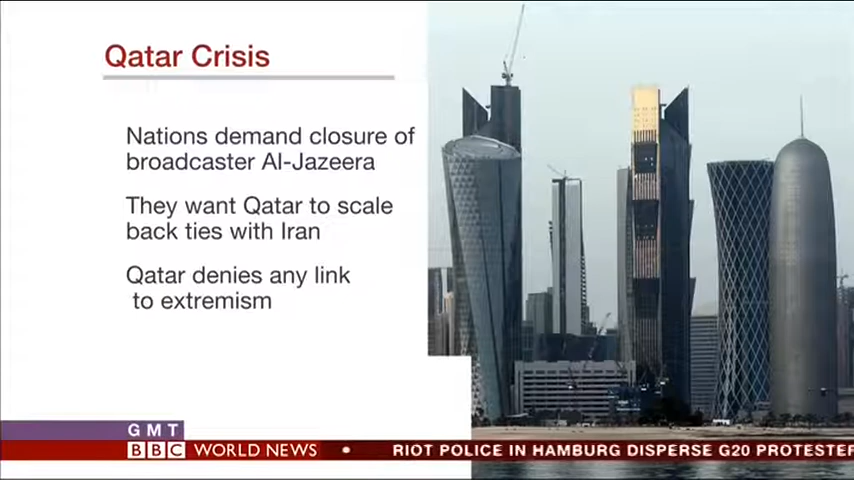 Qatar Crisis
Nations demand closure of
broadcaster Al-Jazeera
They want Qatar to scale
back ties with Iran
Qatar denies any link
to extremism
GMT
BBC WORLD NEWS • RIOT POLICE IN HAMBURG DISPERSE G20 PROTESTER